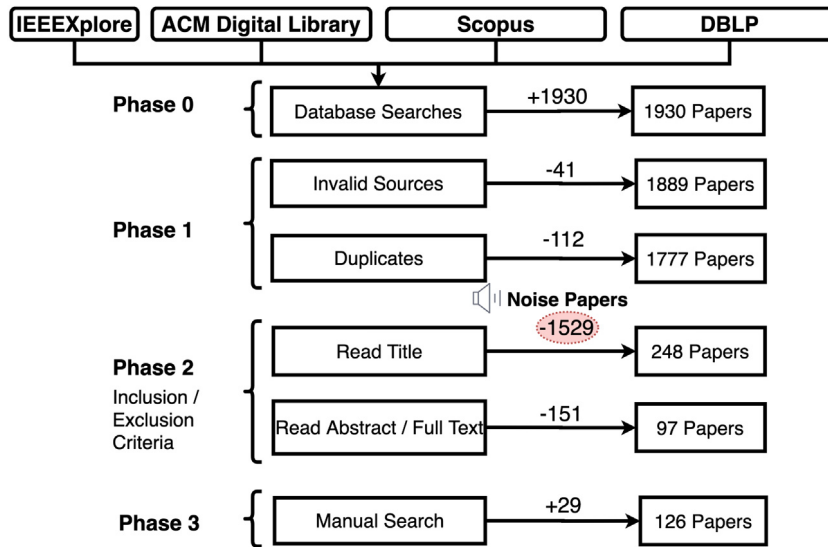 IEEEXplore
ACM Digital Library
Scopus
DBLP
Phase 0
Database Searches
+1930
1930 Papers
Phase 1
Invalid Sources
-41
1889 Papers
Duplicates
-112
1777 Papers
Noise Papers
-1529
Phase 2
Inclusion /
Exclusion
Criteria
Read Title
248 Papers
Read Abstract / Full Text
-151
97 Papers
Phase 3
Manual Search
+29
126 Papers